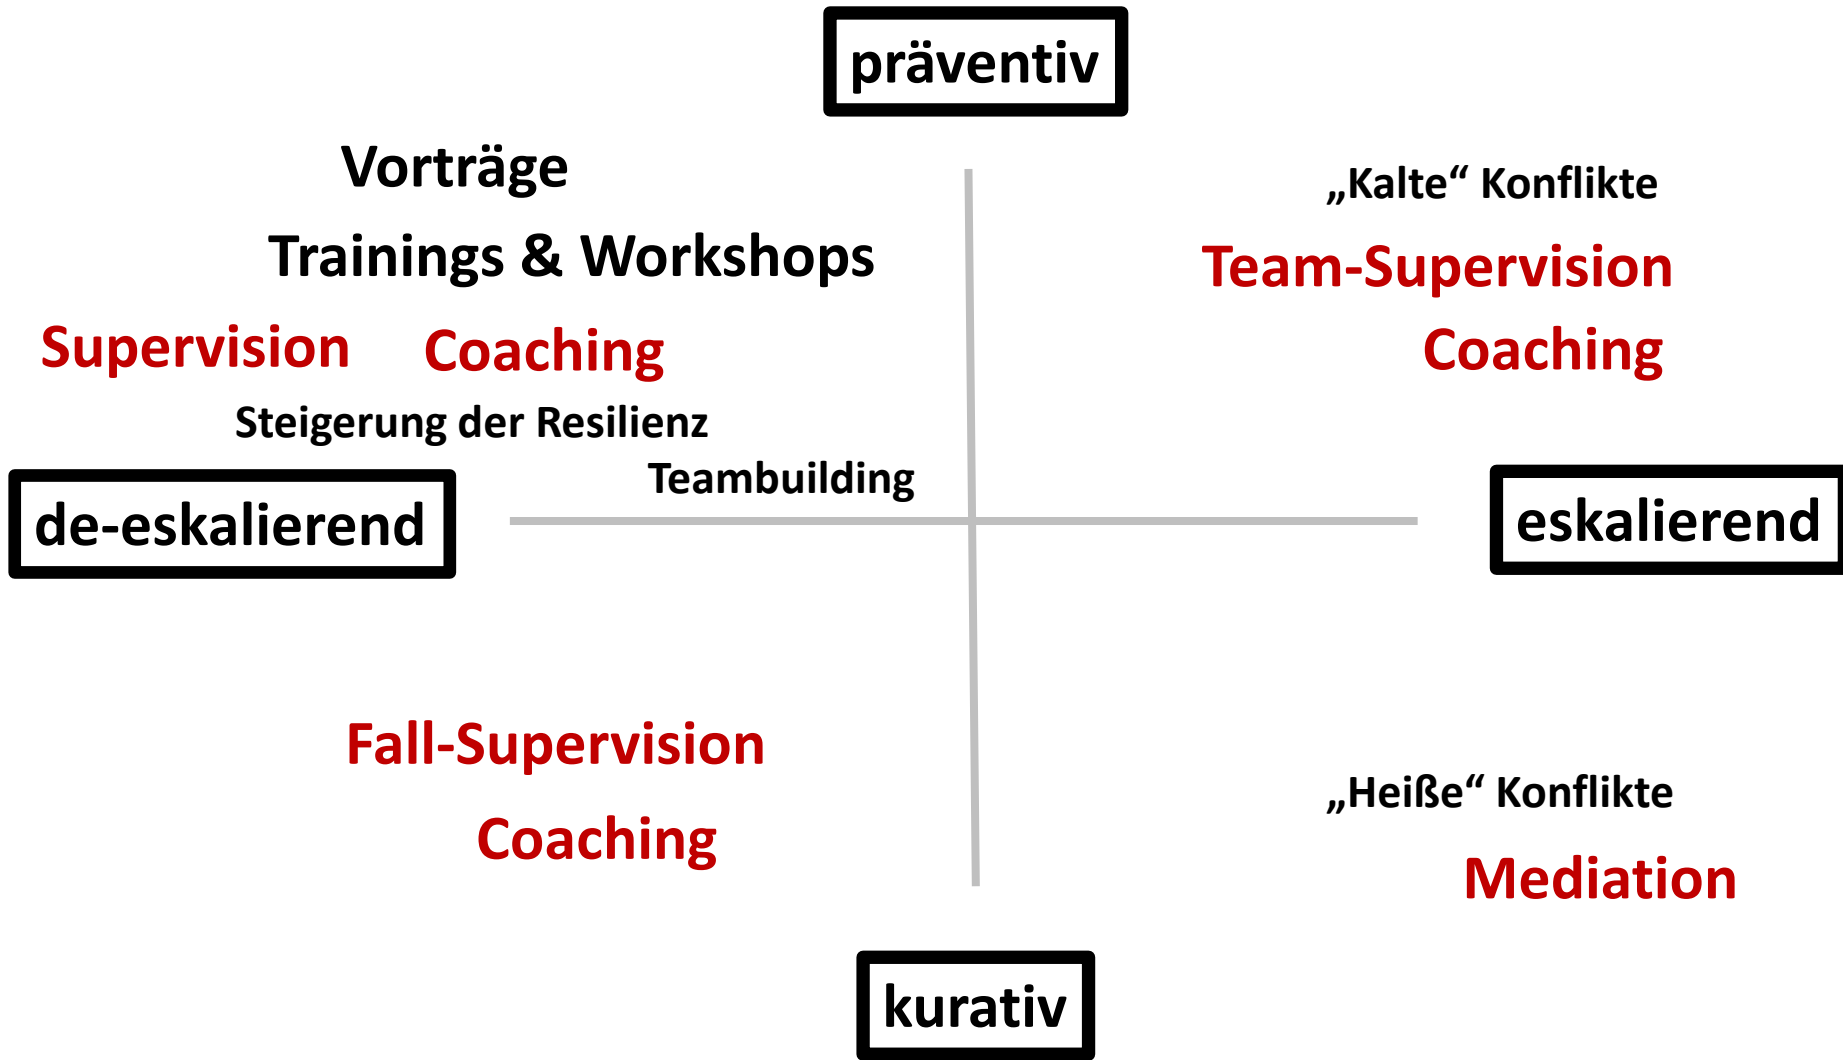 präventiv
Vorträge
„Kalte“ Konflikte
Trainings & Workshops
Team-Supervision
Supervision Coaching
Coaching
Steigerung der Resilienz
Teambuilding
de-eskalierend
eskalierend
Fall-Supervision
„Heiße“ Konflikte
Coaching
Mediation
kurativ